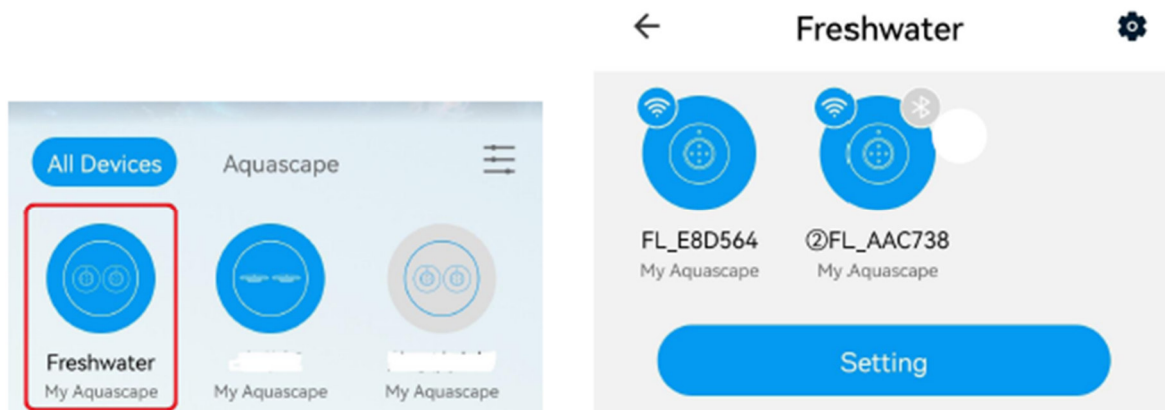 All Devices
Aquascape
Freshwater
My Aquascape
My Aquascape
My Aquascape
Freshwater
FL_E8D564
My Aquascape
②FL_AAC738
My Aquascape
Setting